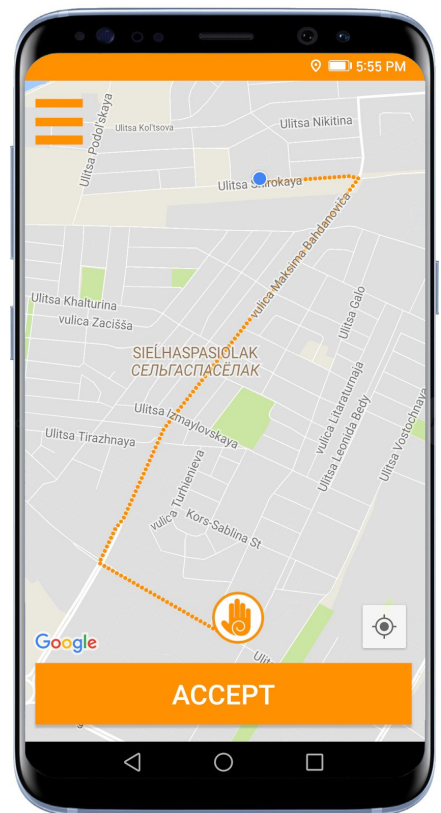 5:55 PM
Ulitsa Podol'skaya
Ulitsa Kol'tsova
Ulitsa Nikitina
Ulitsa Shirokaya
vulica Maksima Bahdanoviča
Ulitsa Galo
Ulitsa Khalturina
vulica Zacišša
SIEĹHASPASIOLAK
СЕЛЬГАСПАСЁЛАК
vulica Litaraturnaja
Ulitsa Leonida Bedy
Ulitsa Vostochnaya
Ulitsa Izmaylovskaya
Ulitsa Tirazhnaya
vulica Turhienieva
Kors-Sablina St
Google
ACCEPT